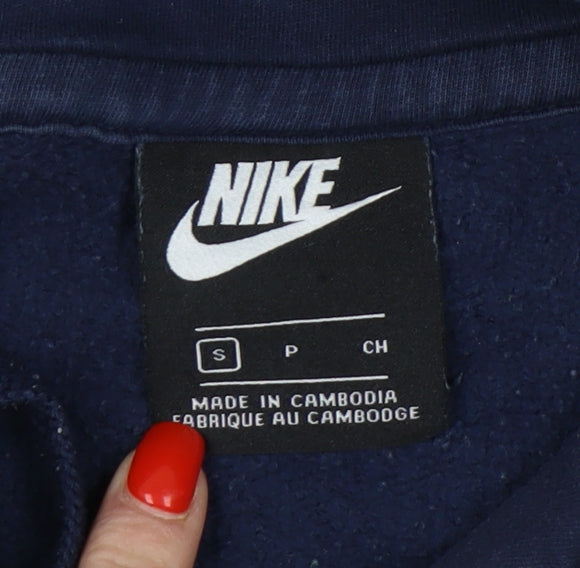 NIKE
S P CH
MADE IN CAMBODIA
FABRIQUE AU CAMBODGE